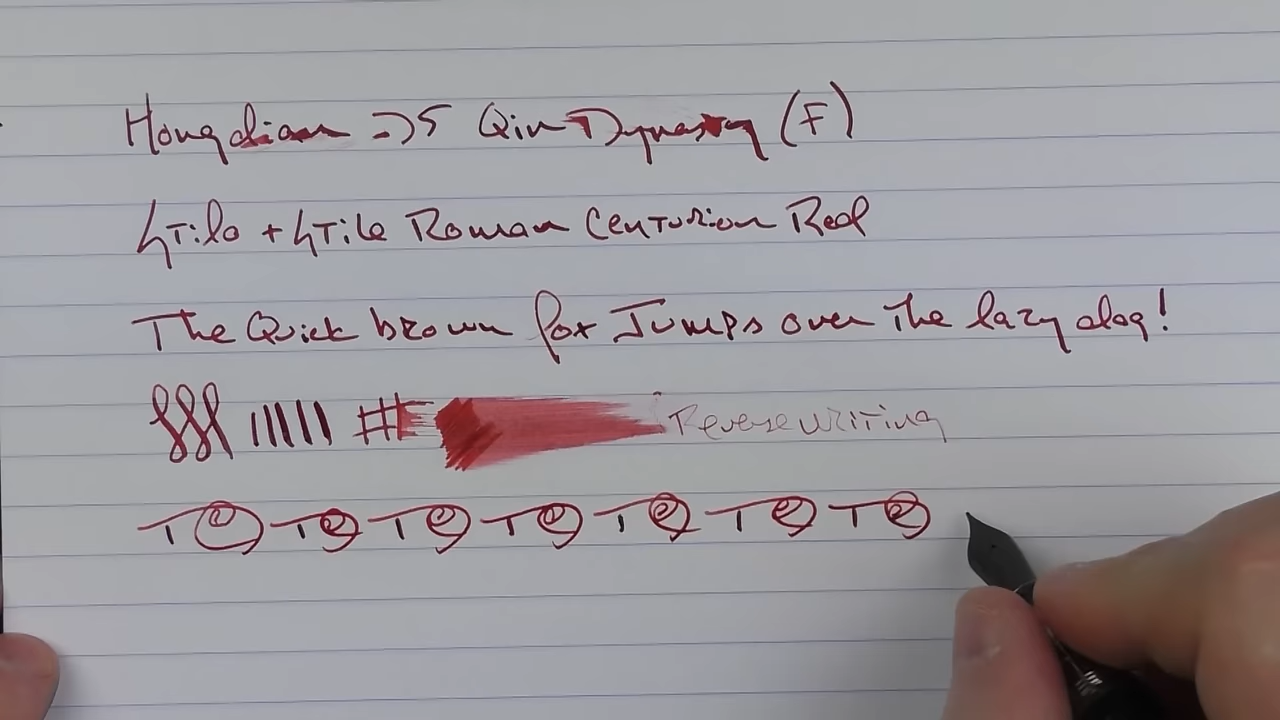 Hongdian D5 Qin Dynasty (F)
Stilo + Stile Roman Centurion Red
The Quick brown fox Jumps over The lazy dog!
Reverse writing